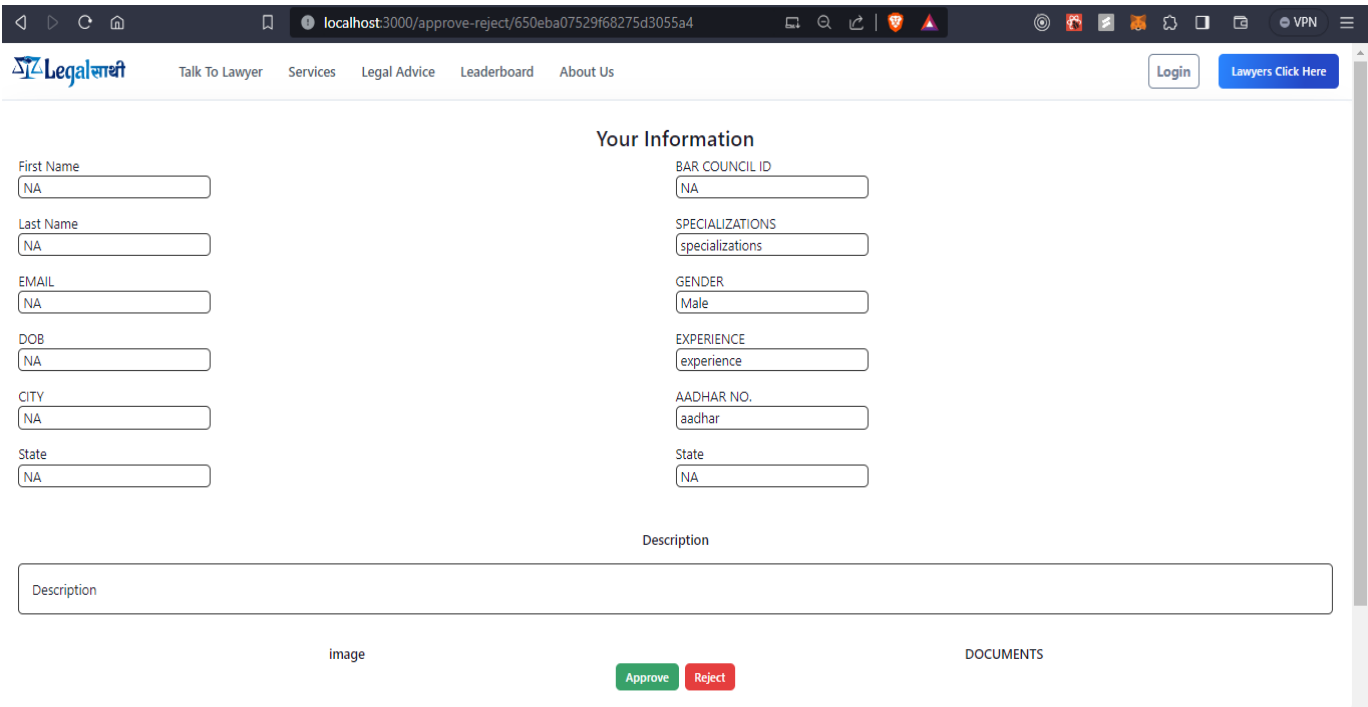 localhost:3000/approve-reject/650eba07529f68275d3055a4 VPN
Legalसाथी Talk To Lawyer Services Legal Advice Leaderboard About Us Login Lawyers Click Here
Your Information
First Name
NA
Last Name
NA
EMAIL
NA
DOB
NA
CITY
NA
State
NA
BAR COUNCIL ID
NA
SPECIALIZATIONS
specializations
GENDER
Male
EXPERIENCE
experience
AADHAR NO.
aadhar
State
NA
Description
Description
image
DOCUMENTS
Approve Reject